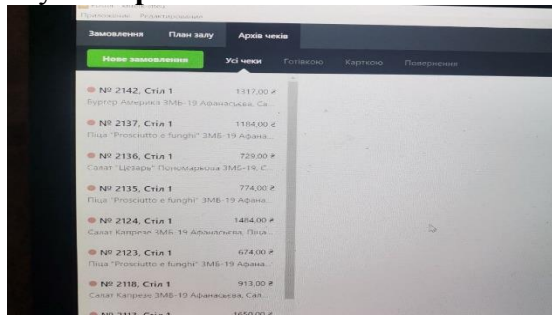 Замовлення План залу Архів чеків
Нове замовлення Усі чеки Готівкою Карткою Повернення
№ 2142, Стіл 1 1317,00 ₴
Бургер Америка ЗМБ-19 Афанасьєва, Са...
№ 2137, Стіл 1 1184,00 ₴
Піца "Prosciutto e funghi" ЗМБ-19 Афана...
№ 2136, Стіл 1 729,00 ₴
Салат "Цезарь" Пономарьова ЗМБ-19, С...
№ 2135, Стіл 1 774,00 ₴
Піца "Prosciutto e funghi" ЗМБ-19 Афана...
№ 2124, Стіл 1 1484,00 ₴
Салат Капрезе ЗМБ-19 Афанасьєва, Піца...
№ 2123, Стіл 1 674,00 ₴
Піца "Prosciutto e funghi" ЗМБ-19 Афана...
№ 2118, Стіл 1 913,00 ₴
Салат Капрезе ЗМБ-19 Афанасьєва, Сал...